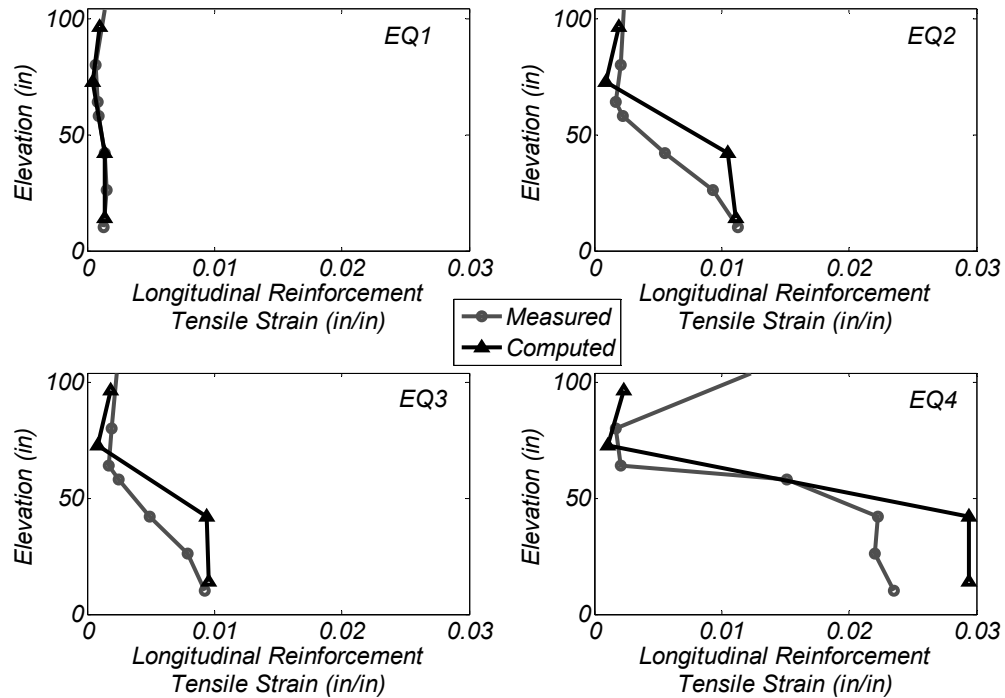 100
50
0
Elevation (in)
EQ1
0
0.01
0.02
0.03
Longitudinal Reinforcement
Tensile Strain (in/in)
100
50
0
Elevation (in)
EQ2
0
0.01
0.02
0.03
Longitudinal Reinforcement
Tensile Strain (in/in)
Measured
Computed
100
50
0
Elevation (in)
EQ3
0
0.01
0.02
0.03
Longitudinal Reinforcement
Tensile Strain (in/in)
100
50
0
Elevation (in)
EQ4
0
0.01
0.02
0.03
Longitudinal Reinforcement
Tensile Strain (in/in)